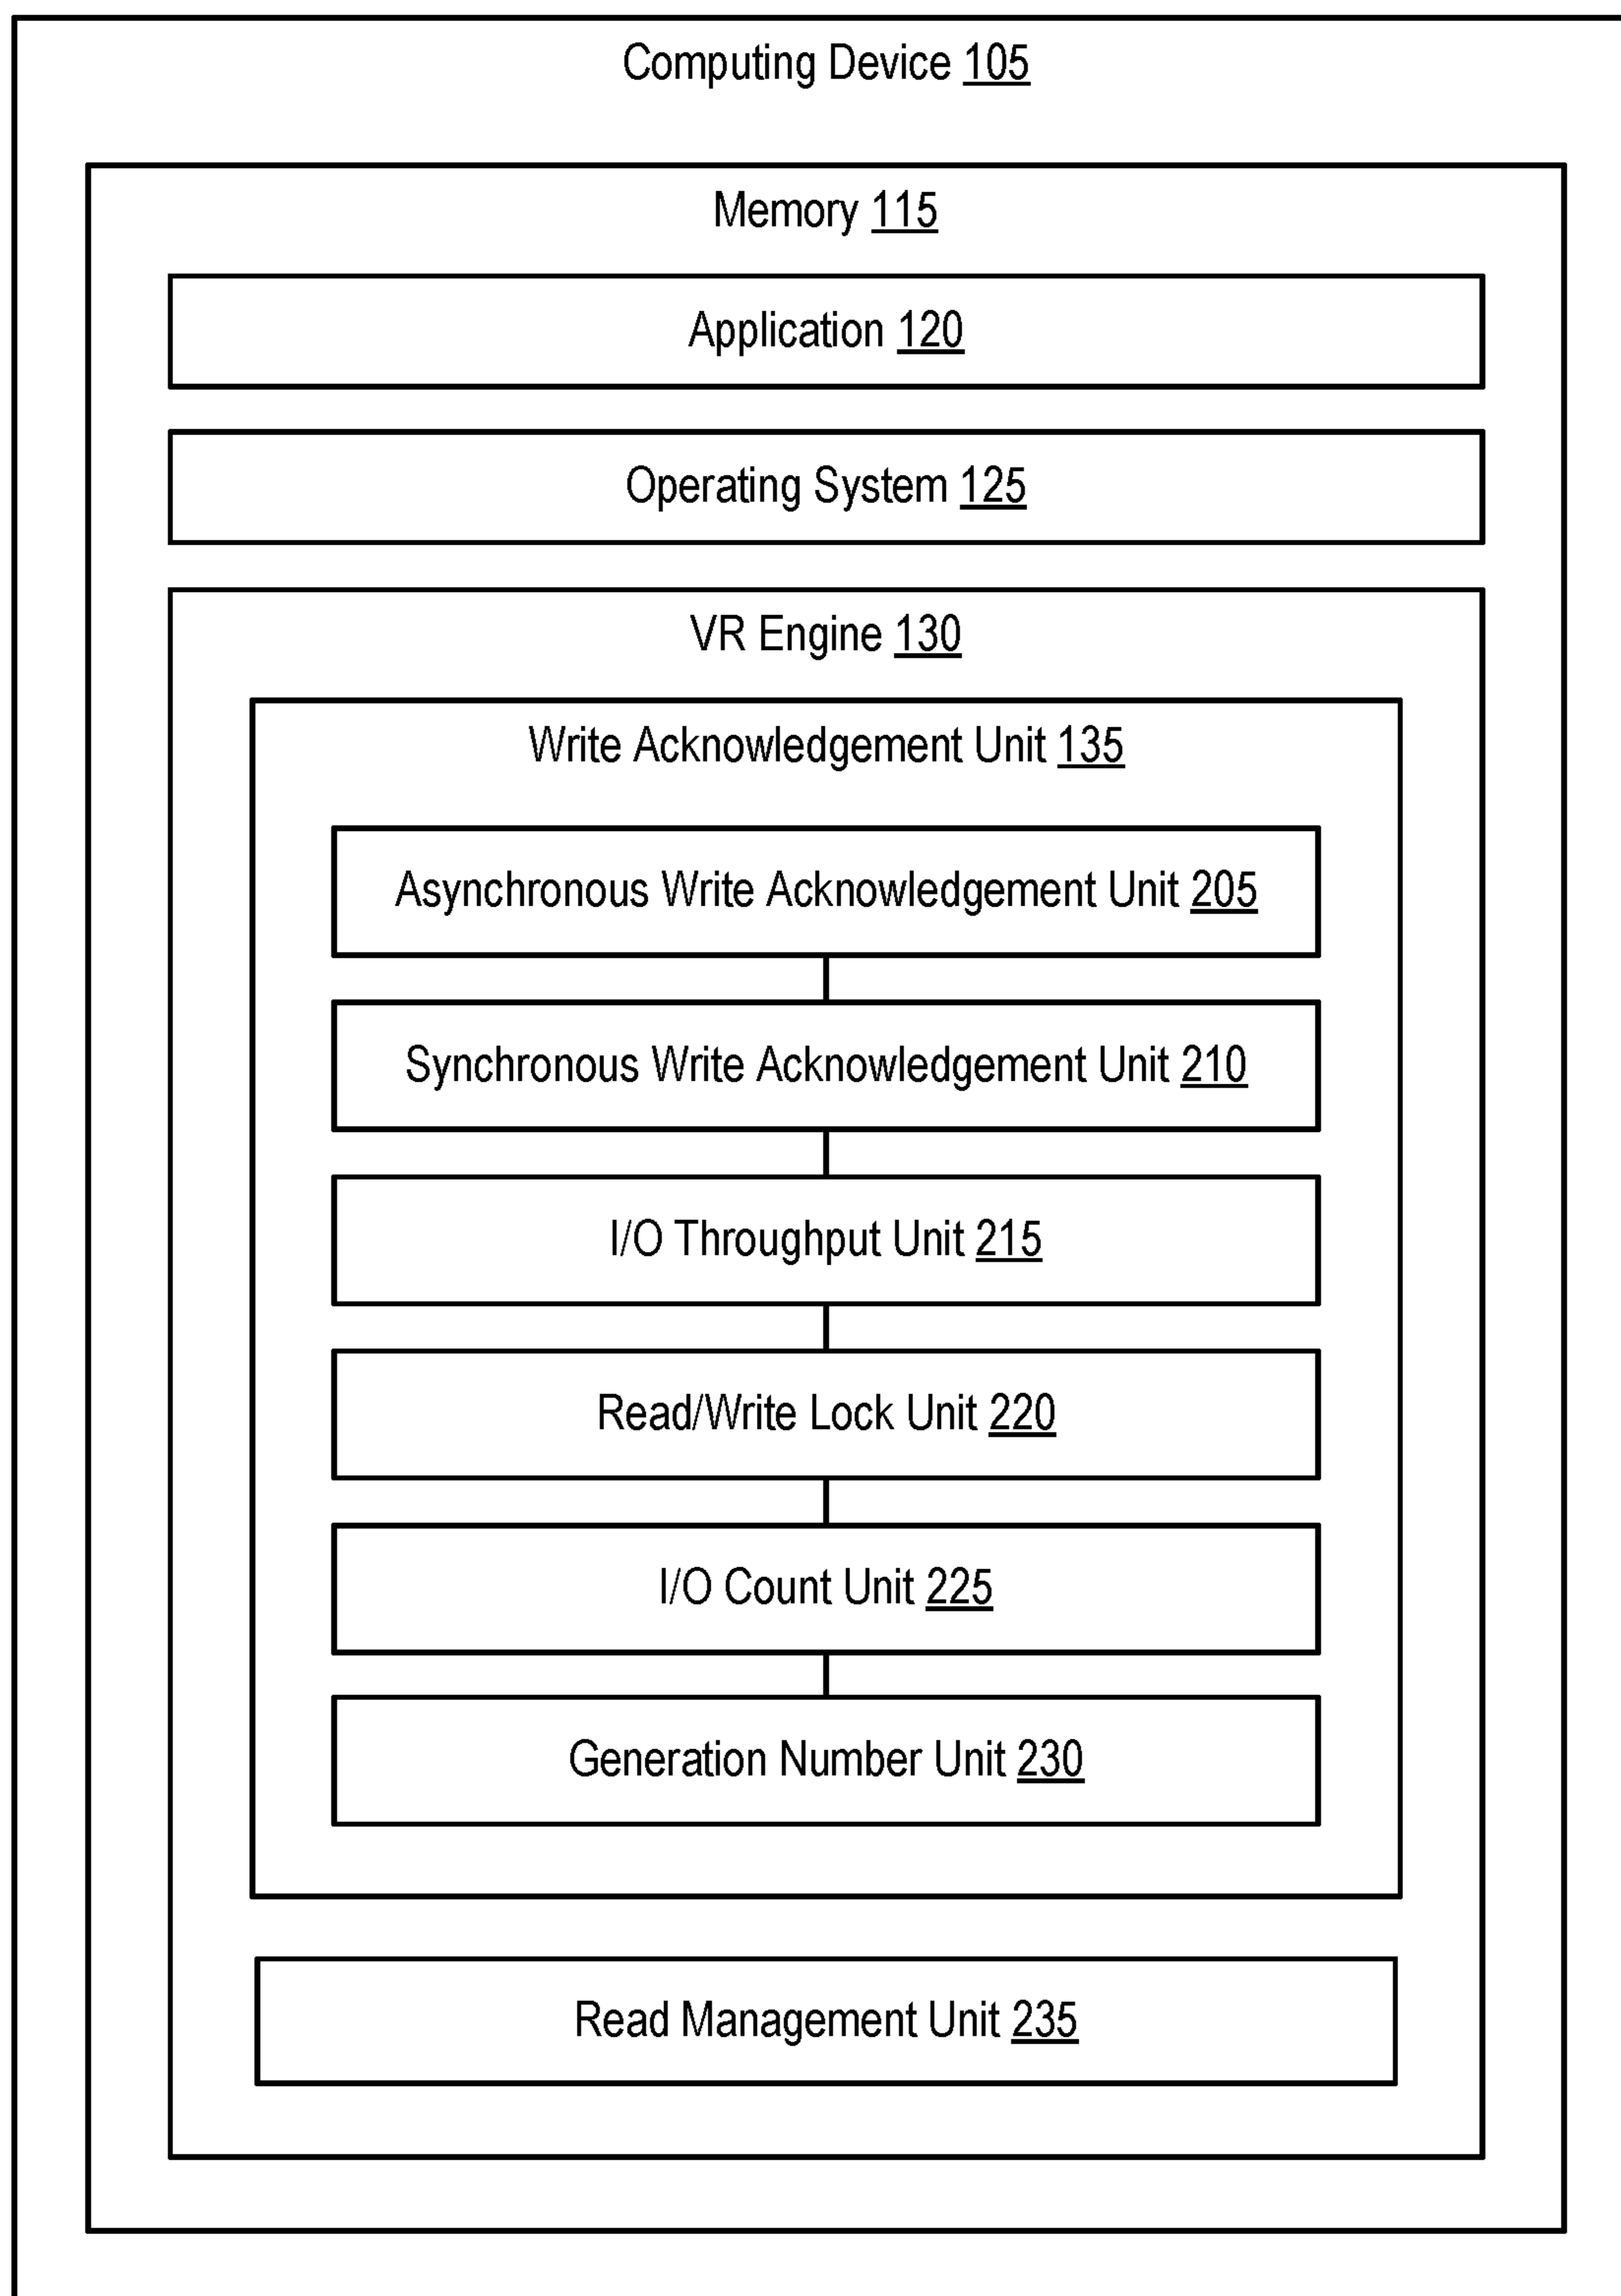 Computing Device 105
Memory 115
Application 120
Operating System 125
VR Engine 130
Write Acknowledgement Unit 135
Asynchronous Write Acknowledgement Unit 205
Synchronous Write Acknowledgement Unit 210
I/O Throughput Unit 215
Read/Write Lock Unit 220
I/O Count Unit 225
Generation Number Unit 230
Read Management Unit 235